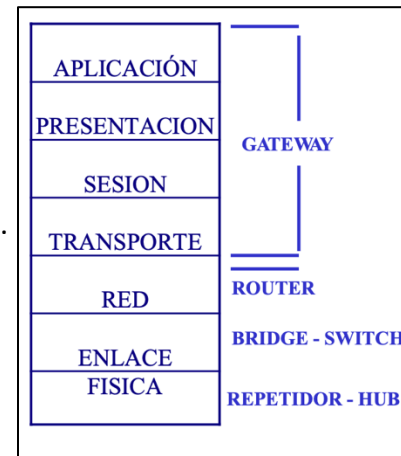 APLICACIÓN
PRESENTACION
GATEWAY
SESION
.
TRANSPORTE
ROUTER
RED
BRIDGE - SWITCH
ENLACE
FISICA
REPETIDOR - HUB